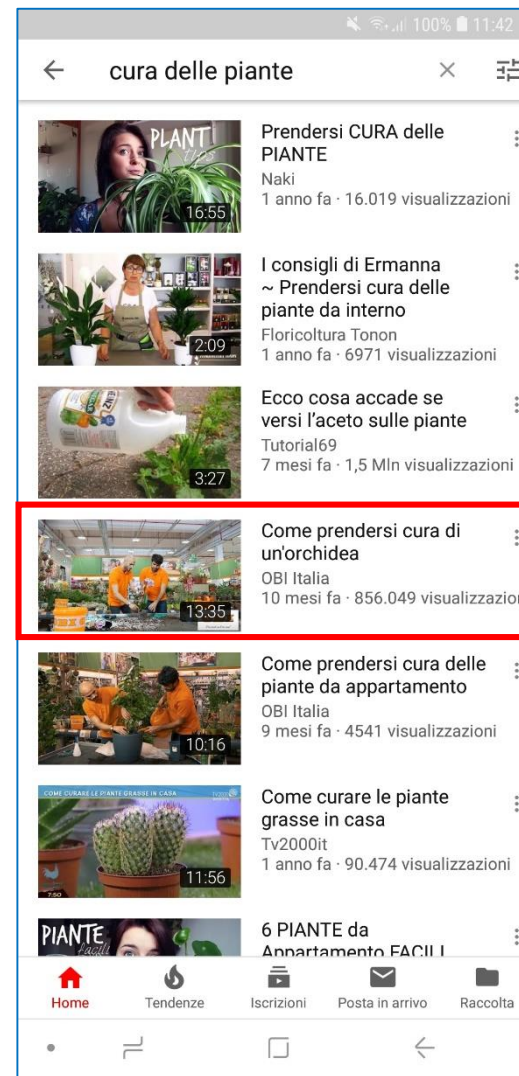 100% 11:42
cura delle piante
PLANT
tips
16:55
Prendersi CURA delle
PIANTE
Naki
1 anno fa · 16.019 visualizzazioni
2:09
I consigli di Ermanna
~ Prendersi cura delle
piante da interno
Floricoltura Tonon
1 anno fa · 6971 visualizzazioni
HEINZ
3:27
Ecco cosa accade se
versi l’aceto sulle piante
Tutorial69
7 mesi fa · 1,5 Mln visualizzazioni
13:35
Come prendersi cura di
un'orchidea
OBI Italia
10 mesi fa · 856.049 visualizzazion
10:16
Come prendersi cura delle
piante da appartamento
OBI Italia
9 mesi fa · 4541 visualizzazioni
COME CURARE LE PIANTE GRASSE IN CASA
TV2000
7:50
11:56
Come curare le piante
grasse in casa
Tv2000it
1 anno fa · 90.474 visualizzazioni
PIANTE
Facili
6 PIANTE da
Appartamento FACILI
Home Tendenze Iscrizioni Posta in arrivo Raccolta